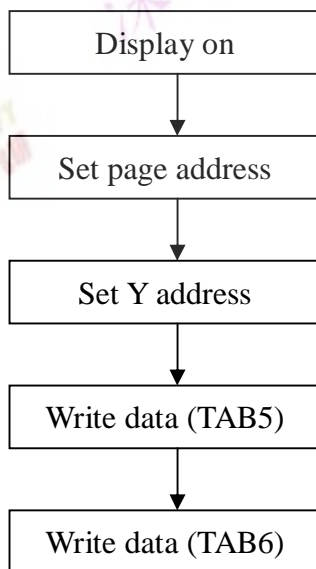 Display on
Set page address
Set Y address
Write data (TAB5)
Write data (TAB6)